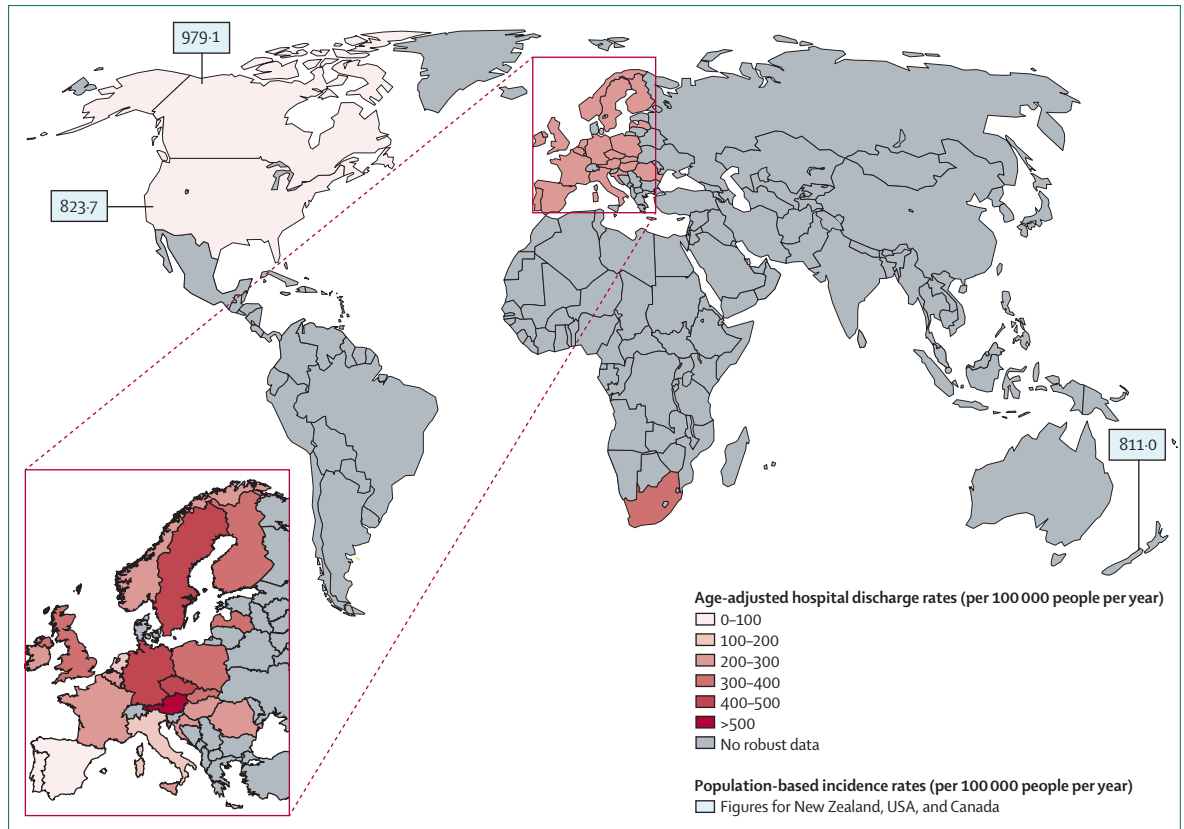 979·1
823·7
811·0
Age-adjusted hospital discharge rates (per 100 000 people per year)
0–100
100–200
200–300
300–400
400–500
>500
No robust data
Population-based incidence rates (per 100 000 people per year)
Figures for New Zealand, USA, and Canada